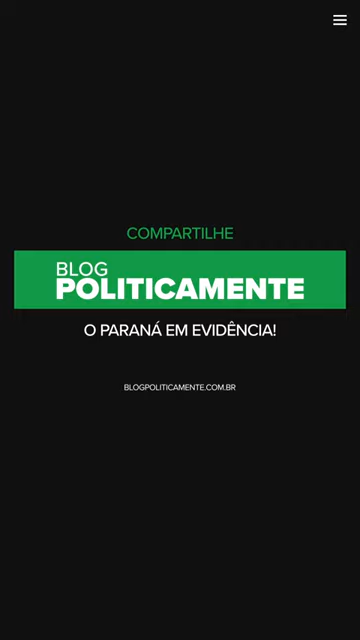 COMPARTILHE
BLOG
POLITICAMENTE
O PARANÁ EM EVIDÊNCIA!
BLOGPOLITICAMENTE.COM.BR